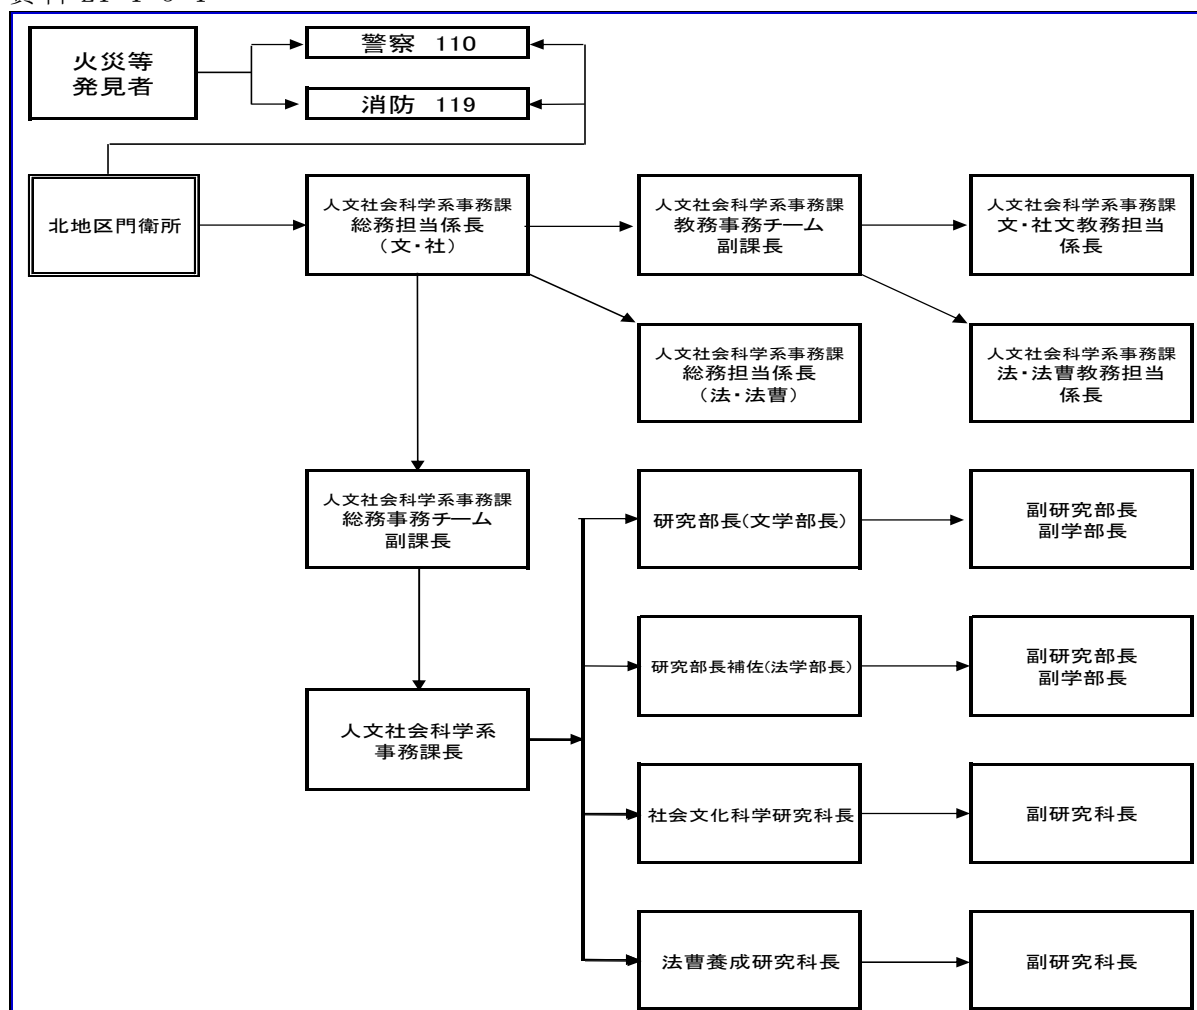 火災等
発見者
警察 110
消防 119
北地区門衛所
人文社会科学系事務課
総務担当係長
(文・社)
人文社会科学系事務課
教務事務チーム
副課長
人文社会科学系事務課
文・社文教務担当
係長
人文社会科学系事務課
総務担当係長
(法・法曹)
人文社会科学系事務課
法・法曹教務担当
係長
人文社会科学系事務課
総務事務チーム
副課長
研究部長(文学部長)
副研究部長
副学部長
研究部長補佐(法学部長)
副研究部長
副学部長
人文社会科学系
事務課長
社会文化科学研究科長
副研究科長
法曹養成研究科長
副研究科長